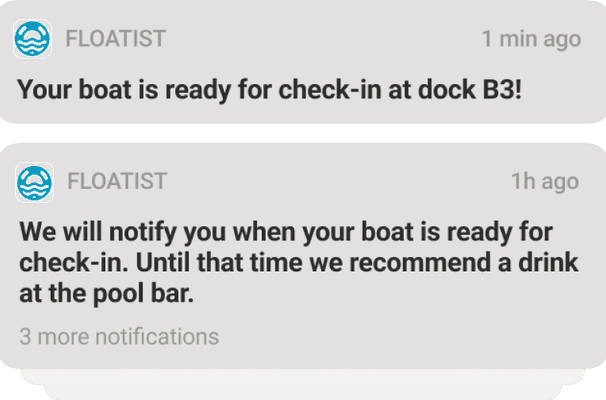 FLOATIST
1 min ago
Your boat is ready for check-in at dock B3!
FLOATIST
1h ago
We will notify you when your boat is ready for
check-in. Until that time we recommend a drink
at the pool bar.
3 more notifications